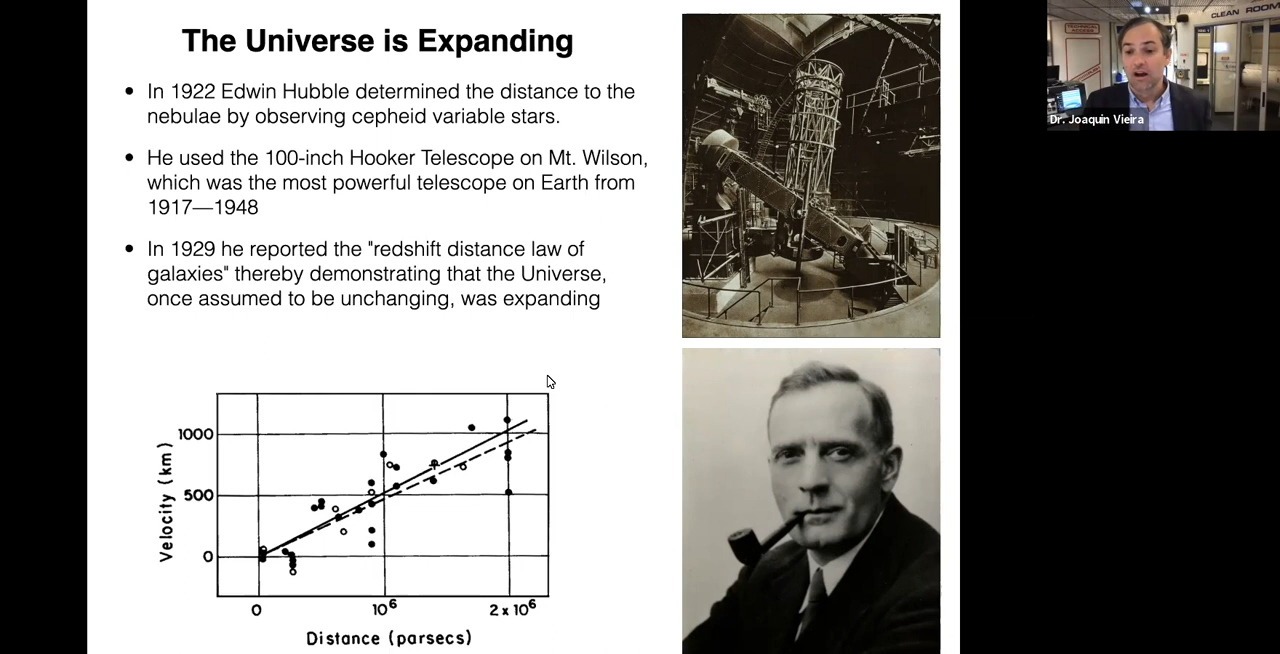 The Universe is Expanding
• In 1922 Edwin Hubble determined the distance to the
nebulae by observing cepheid variable stars.
• He used the 100-inch Hooker Telescope on Mt. Wilson,
which was the most powerful telescope on Earth from
1917—1948
• In 1929 he reported the "redshift distance law of
galaxies" thereby demonstrating that the Universe,
once assumed to be unchanging, was expanding
Velocity (km)
1000
500
0
0 10⁶ 2 x 10⁶
Distance (parsecs)
TECHNICAL
ACCESS
CLEAN ROOM
Dr. Joaquin Vieira